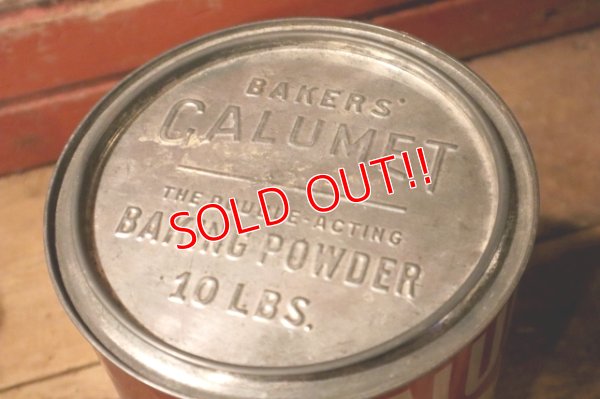 BAKERS'
CALUMET
THE DOUBLE-ACTING
BAKING POWDER
10 LBS.
SOLD OUT!!